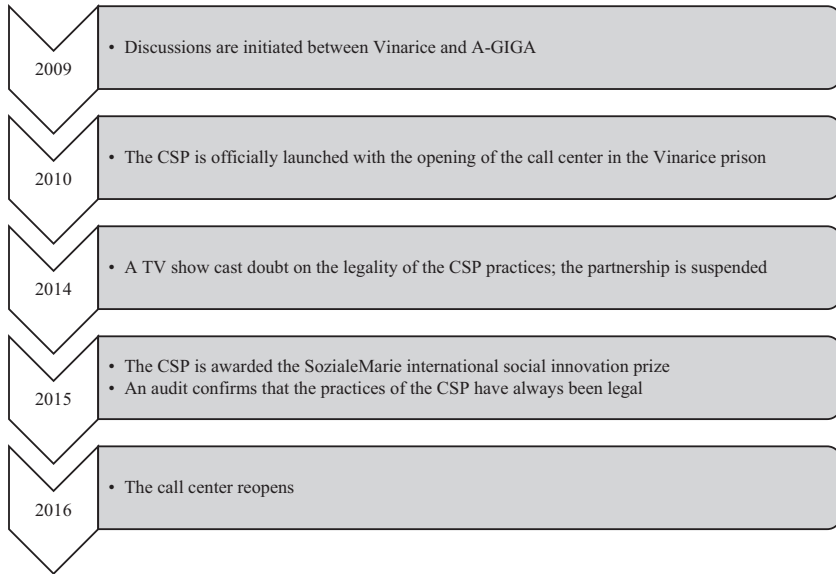 2009
• Discussions are initiated between Vinarice and A-GIGA
2010
• The CSP is officially launched with the opening of the call center in the Vinarice prison
2014
• A TV show cast doubt on the legality of the CSP practices; the partnership is suspended
2015
• The CSP is awarded the SozialeMarie international social innovation prize
• An audit confirms that the practices of the CSP have always been legal
2016
• The call center reopens